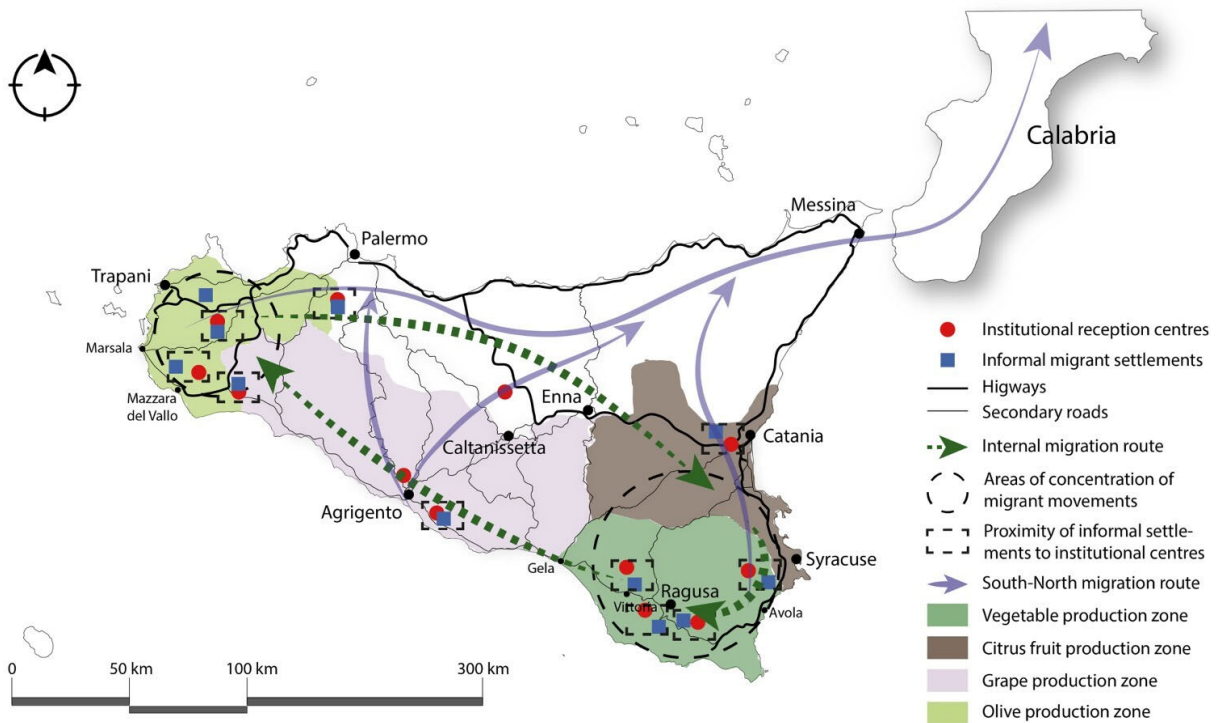 Calabria
Messina
Palermo
Trapani
Marsala
Mazzara
del Vallo
Enna
Caltanissetta
Catania
Agrigento
Gela
Syracuse
Ragusa
Vittoria
Avola
0 50 km 100 km 300 km
Institutional reception centres
Informal migrant settlements
Higways
Secondary roads
Internal migration route
Areas of concentration of
migrant movements
Proximity of informal settle-
ments to institutional centres
South-North migration route
Vegetable production zone
Citrus fruit production zone
Grape production zone
Olive production zone